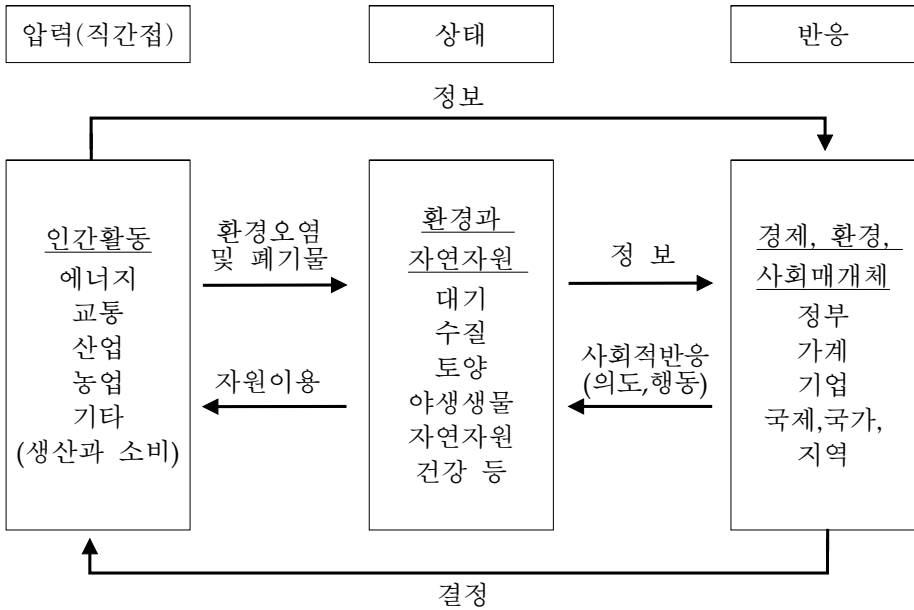 압력(직간접)
상태
반응
정보
인간활동
에너지
교통
산업
농업
기타
(생산과 소비)
환경오염
및 폐기물
자원이용
환경과
자연자원
대기
수질
토양
야생생물
자연자원
건강 등
정 보
사회적반응
(의도,행동)
경제, 환경,
사회매개체
정부
가계
기업
국제,국가,
지역
결정